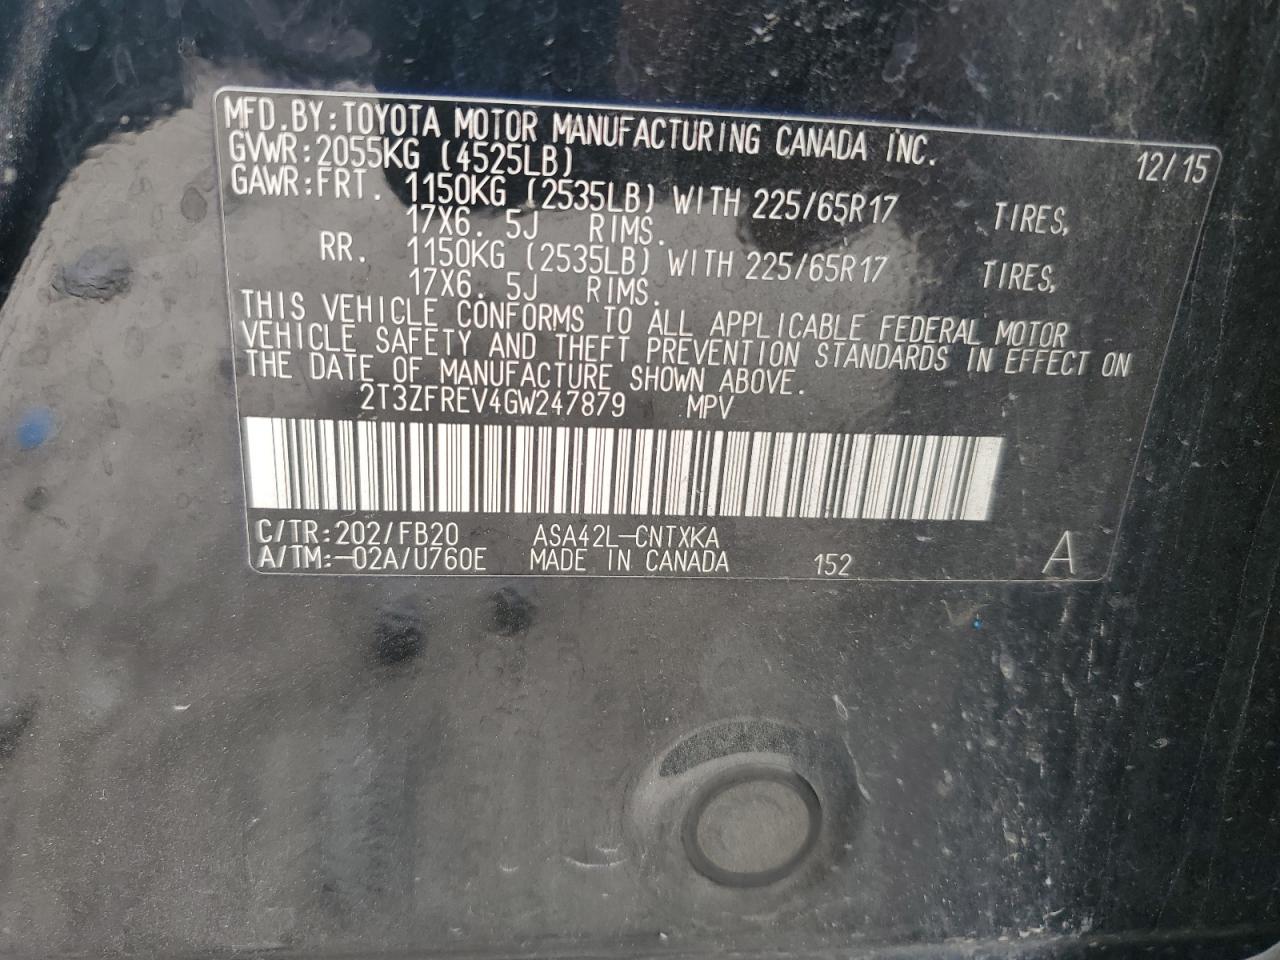 MFD.BY:TOYOTA MOTOR MANUFACTURING CANADA INC. 12/15
GVWR:2055KG (4525LB)
GAWR:FRT. 1150KG (2535LB) WITH 225/65R17 TIRES,
17X6.5J RIMS.
RR. 1150KG (2535LB) WITH 225/65R17 TIRES,
17X6.5J RIMS.
THIS VEHICLE CONFORMS TO ALL APPLICABLE FEDERAL MOTOR
VEHICLE SAFETY AND THEFT PREVENTION STANDARDS IN EFFECT ON
THE DATE OF MANUFACTURE SHOWN ABOVE.
2T3ZFREV4GW247879 MPV
C/TR:202/FB20 ASA42L-CNTXKA
A/TM:-02A/U760E MADE IN CANADA 152 A